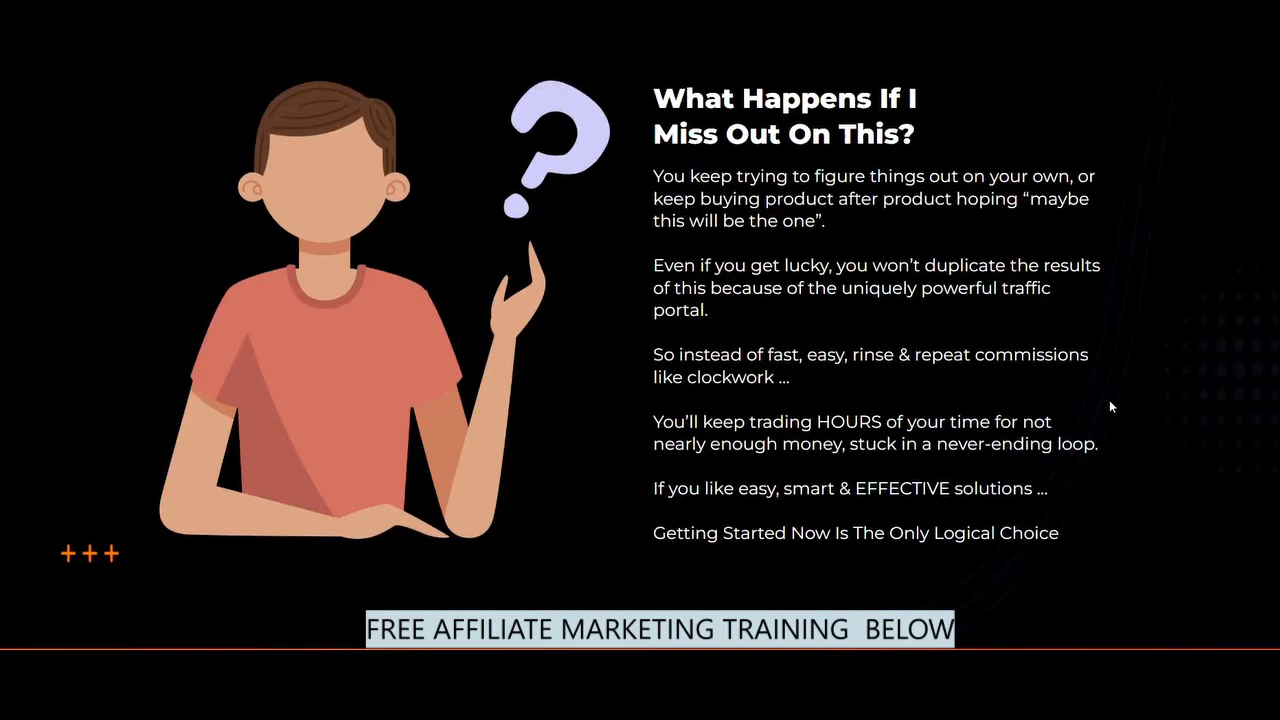 What Happens If I
Miss Out On This?
You keep trying to figure things out on your own, or
keep buying product after product hoping “maybe
this will be the one”.
Even if you get lucky, you won’t duplicate the results
of this because of the uniquely powerful traffic
portal.
So instead of fast, easy, rinse & repeat commissions
like clockwork ...
You’ll keep trading HOURS of your time for not
nearly enough money, stuck in a never-ending loop.
If you like easy, smart & EFFECTIVE solutions ...
Getting Started Now Is The Only Logical Choice
FREE AFFILIATE MARKETING TRAINING  BELOW